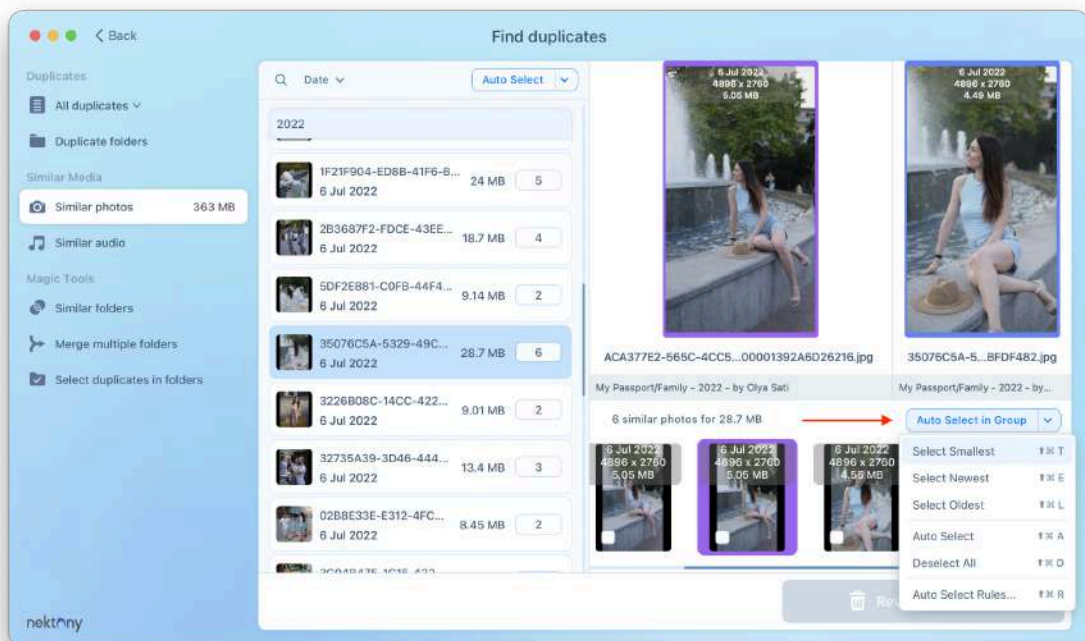 Back
Find duplicates
Duplicates
All duplicates
Duplicate folders
Similar Media
Similar photos 363 MB
Similar audio
Magic Tools
Similar folders
Merge multiple folders
Select duplicates in folders
nektony
Date Auto Select
2022
1F21F904-ED8B-41F6-B... 24 MB 5
6 Jul 2022
2B3687F2-FDCE-43EE... 18.7 MB 4
6 Jul 2022
5DF2E881-C0FB-44F4... 9.14 MB 2
6 Jul 2022
35076C5A-5329-49C... 28.7 MB 6
6 Jul 2022
3226B08C-14CC-422... 9.01 MB 2
6 Jul 2022
32735A39-3D46-444... 13.4 MB 3
6 Jul 2022
02B8E33E-E312-4FC... 8.45 MB 2
6 Jul 2022
6 Jul 2022
4896 x 2760
5.05 MB
6 Jul 2022
4896 x 2760
4.49 MB
ACA377E2-565C-4CC5...00001392A6D26216.jpg
35076C5A-5...BFDF482.jpg
My Passport/Family - 2022 - by Olya Sati
My Passport/Family - 2022 - by...
6 similar photos for 28.7 MB
Auto Select in Group
6 Jul 2022
4896 x 2760
5.05 MB
6 Jul 2022
4896 x 2760
5.05 MB
6 Jul 2022
4896 x 2760
4.55 MB
Select Smallest ⇧⌘ T
Select Newest ⇧⌘ E
Select Oldest ⇧⌘ L
Auto Select ⇧⌘ A
Deselect All ⇧⌘ D
Auto Select Rules... ⇧⌘ R